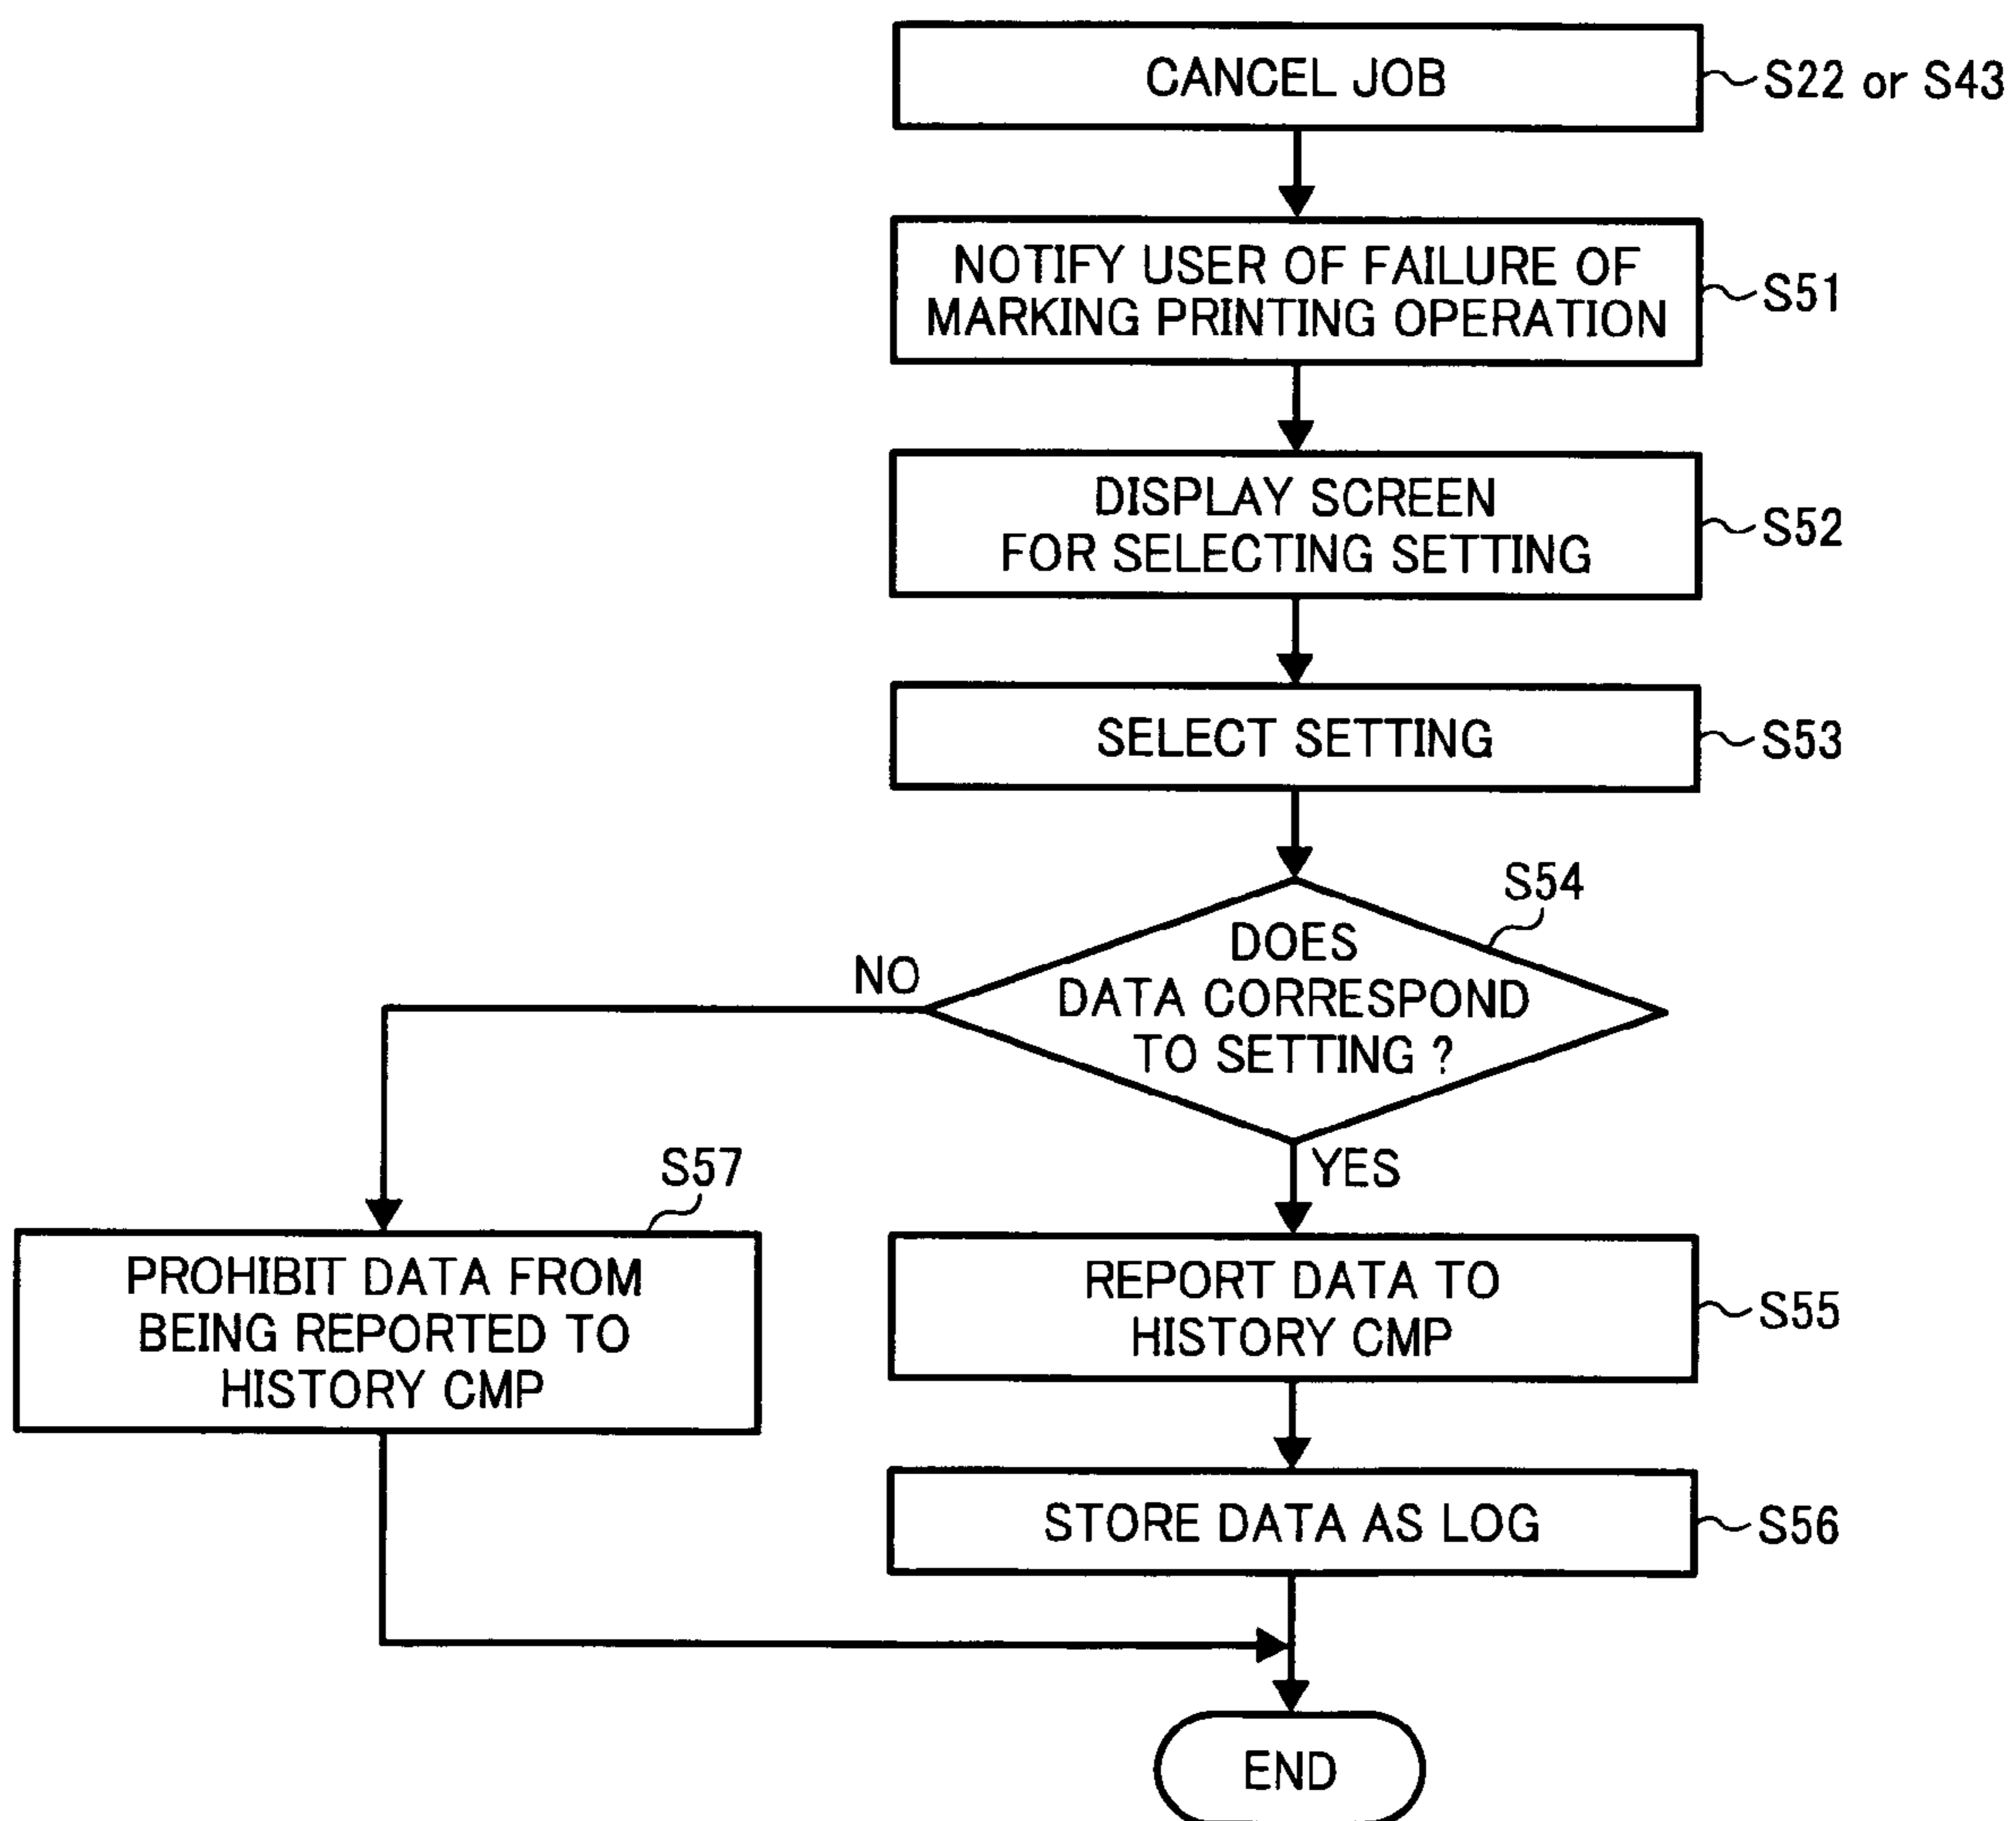 CANCEL JOB
S22 or S43
NOTIFY USER OF FAILURE OF
MARKING PRINTING OPERATION
S51
DISPLAY SCREEN
FOR SELECTING SETTING
S52
SELECT SETTING
S53
S54
DOES
DATA CORRESPOND
TO SETTING ?
NO
YES
S57
PROHIBIT DATA FROM
BEING REPORTED TO
HISTORY CMP
REPORT DATA TO
HISTORY CMP
S55
STORE DATA AS LOG
S56
END